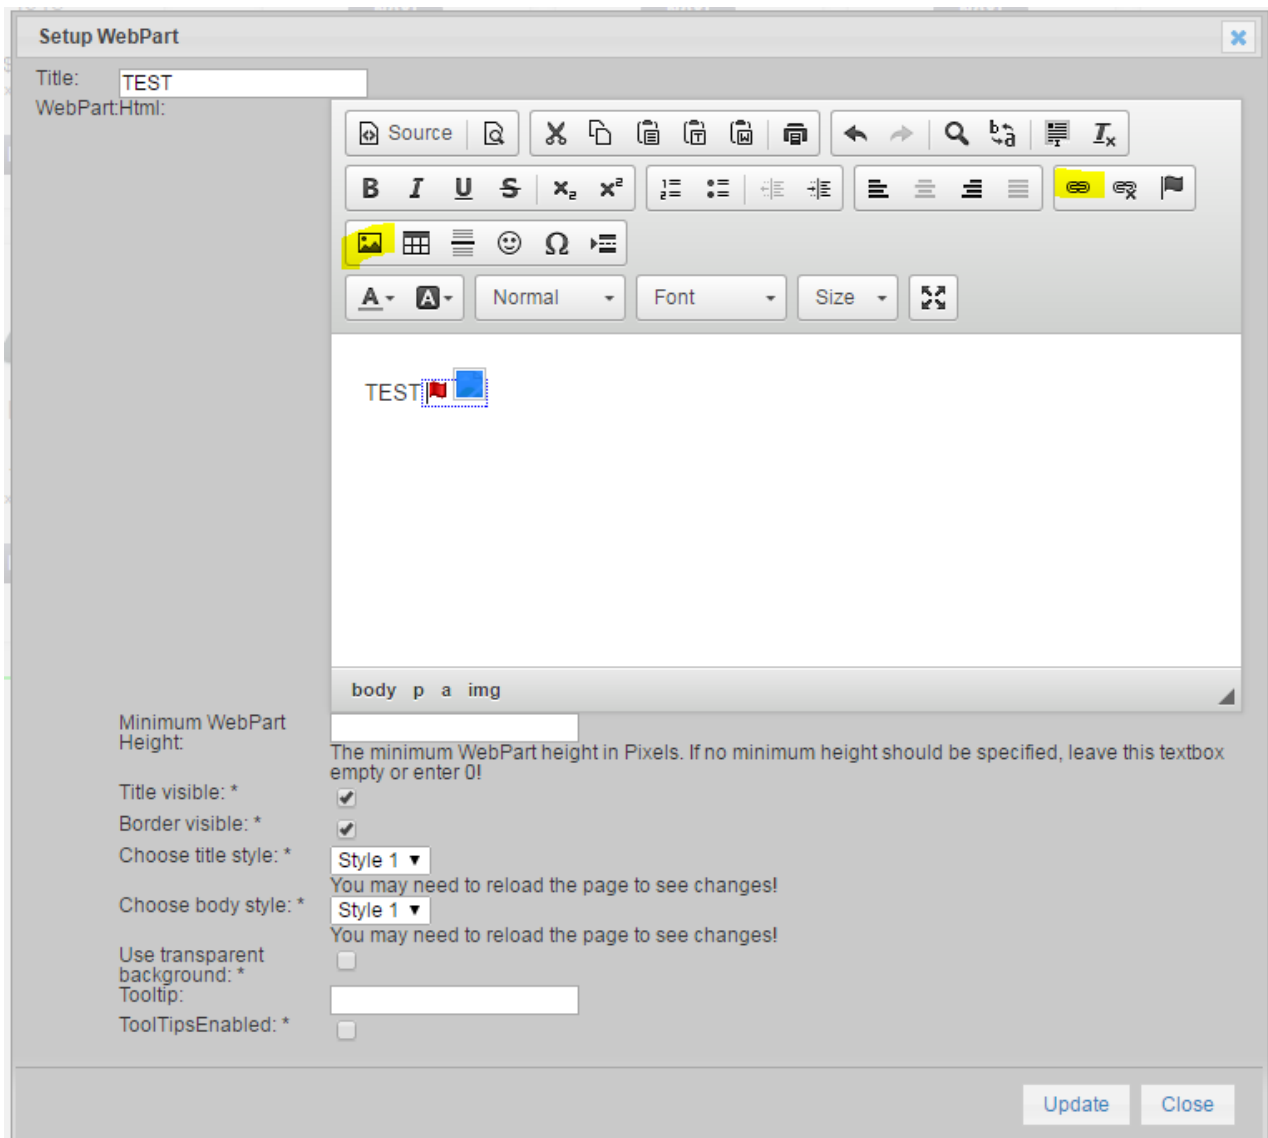 Setup WebPart
Title: TEST
WebPart:Html:
Source
B I U S x₂ x²
A A Normal Font Size
TEST
body p a img
Minimum WebPart
Height:
The minimum WebPart height in Pixels. If no minimum height should be specified, leave this textbox
empty or enter 0!
Title visible: *
Border visible: *
Choose title style: * Style 1
You may need to reload the page to see changes!
Choose body style: * Style 1
You may need to reload the page to see changes!
Use transparent
background: *
Tooltip:
ToolTipsEnabled: *
Update Close